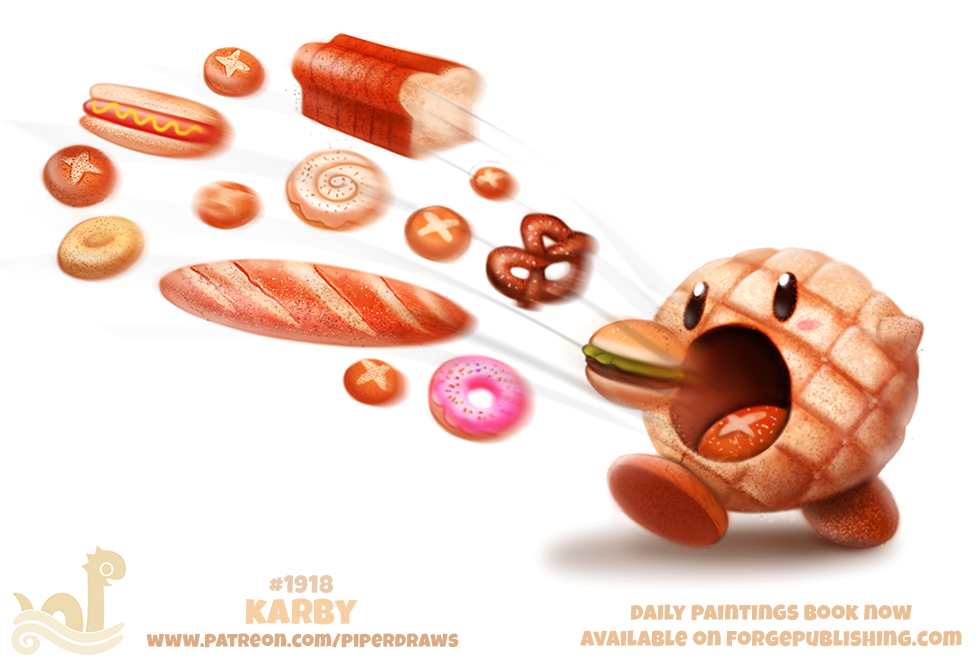 #1918
KARBY
www.PATREON.COM/PIPERDRAWS
DAILY PAINTINGS BOOK NOW
AVAILABLE ON FORGEPUBLISHING.COM